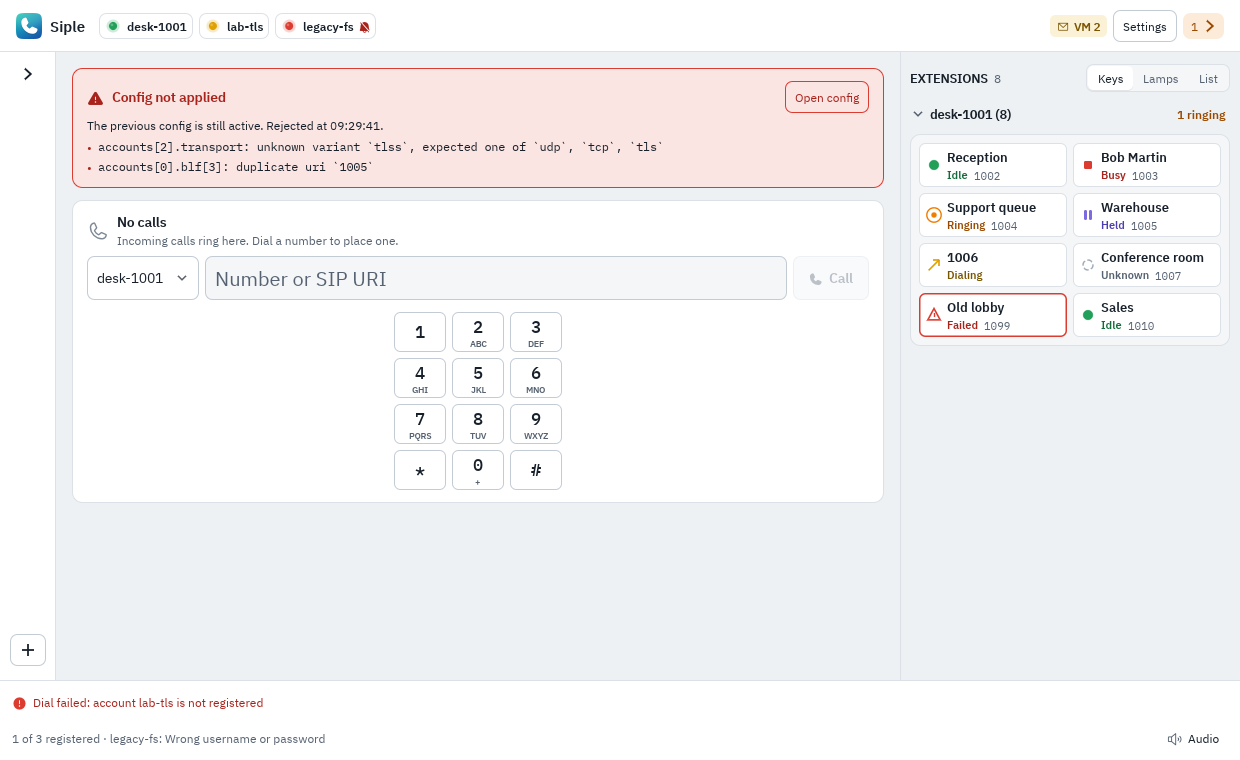 Siple
desk-1001
lab-tls
legacy-fs
VM 2
Settings
1
Config not applied
Open config
The previous config is still active. Rejected at 09:29:41.
• accounts[2].transport: unknown variant `tlss`, expected one of `udp`, `tcp`, `tls`
• accounts[0].blf[3]: duplicate uri `1005`
No calls
Incoming calls ring here. Dial a number to place one.
desk-1001
Number or SIP URI
Call
1
2
ABC
3
DEF
4
GHI
5
JKL
6
MNO
7
PQRS
8
TUV
9
WXYZ
*
0
+
#
EXTENSIONS 8
Keys
Lamps
List
desk-1001 (8)
1 ringing
Reception
Idle 1002
Bob Martin
Busy 1003
Support queue
Ringing 1004
Warehouse
Held 1005
1006
Dialing
Conference room
Unknown 1007
Old lobby
Failed 1099
Sales
Idle 1010
Dial failed: account lab-tls is not registered
1 of 3 registered · legacy-fs: Wrong username or password
Audio